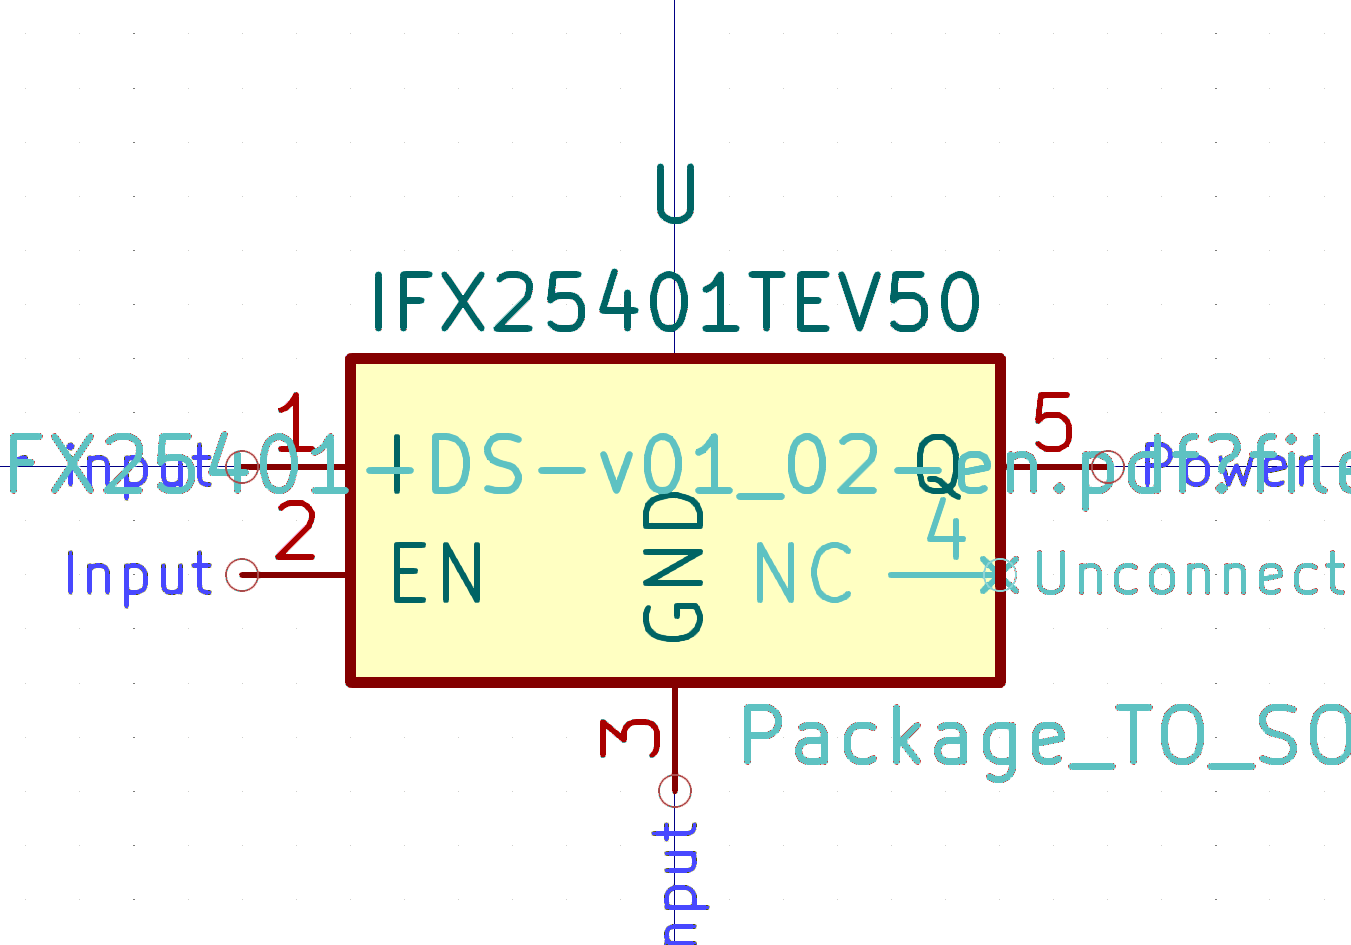 U
IFX25401TEV50
1
5
Input
FX25401-DS-v01_02-en.pdf?file
I
Q
Power
2
4
Input
EN
GND
NC
Unconnect
3
Package_TO_SO
nput